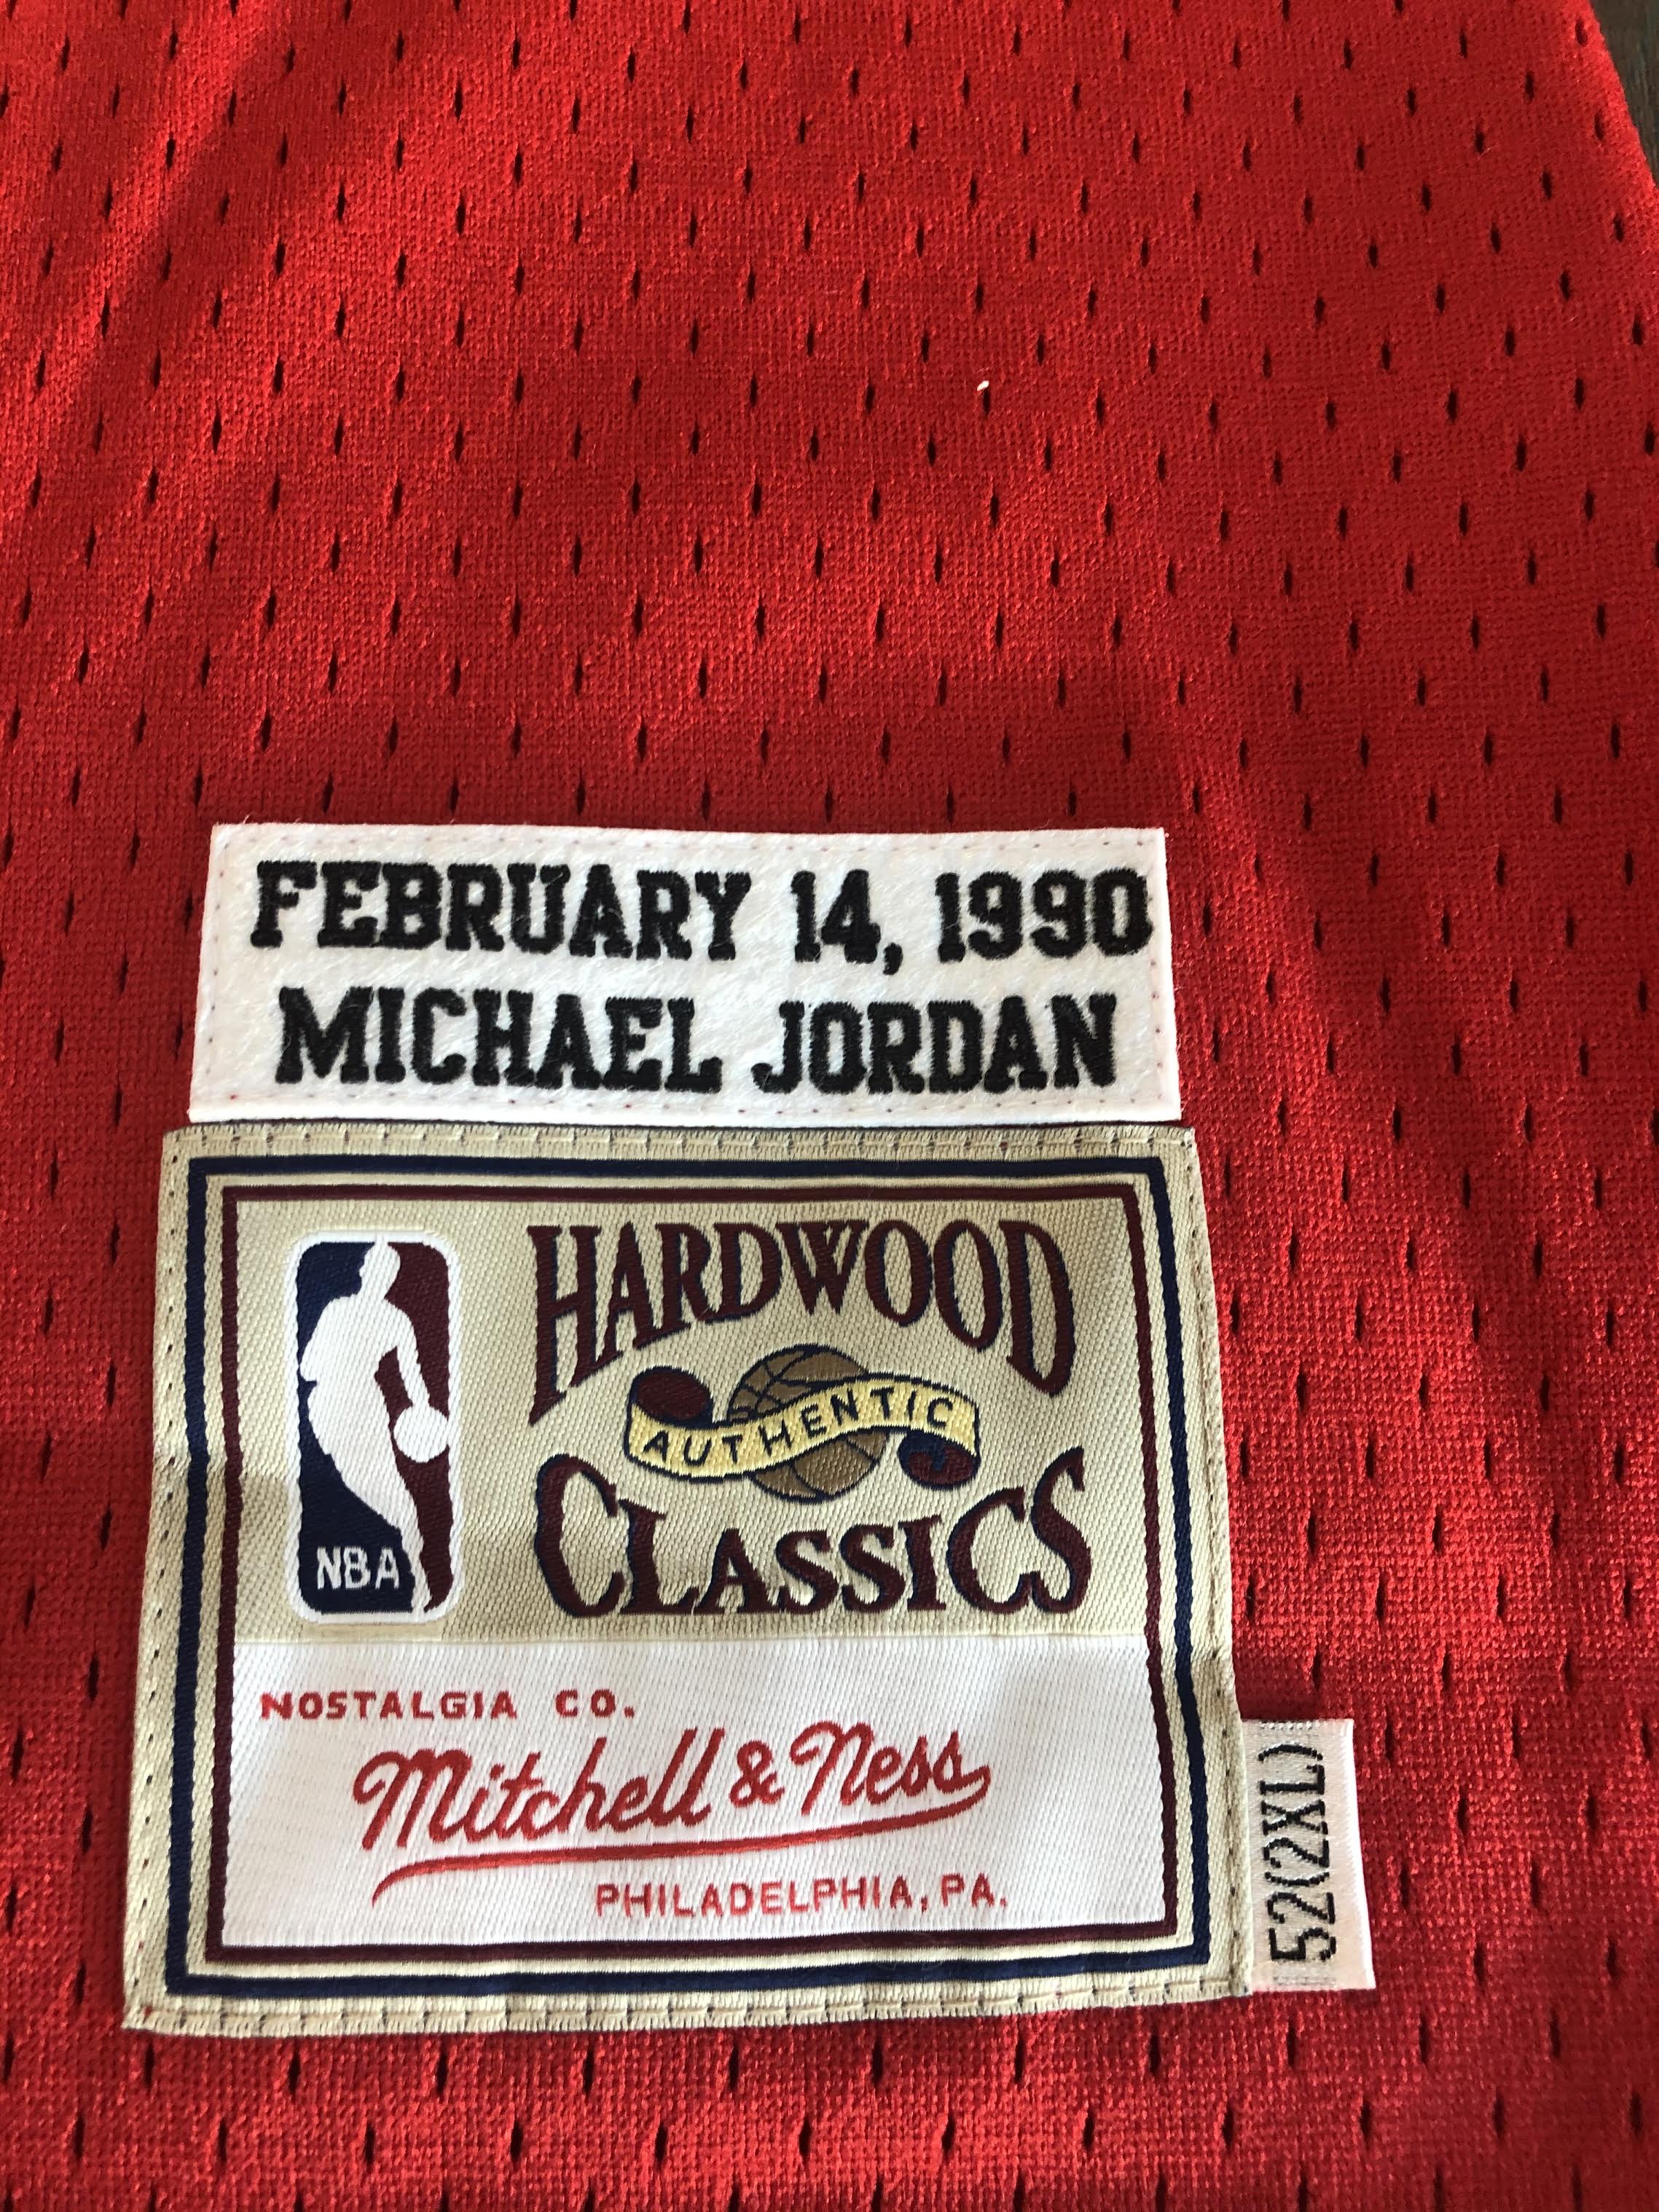 FEBRUARY 14, 1990
MICHAEL JORDAN
HARDWOOD
AUTHENTIC
CLASSICS
NBA
NOSTALGIA CO.
Mitchell & Ness
PHILADELPHIA, PA.
52(2XL)